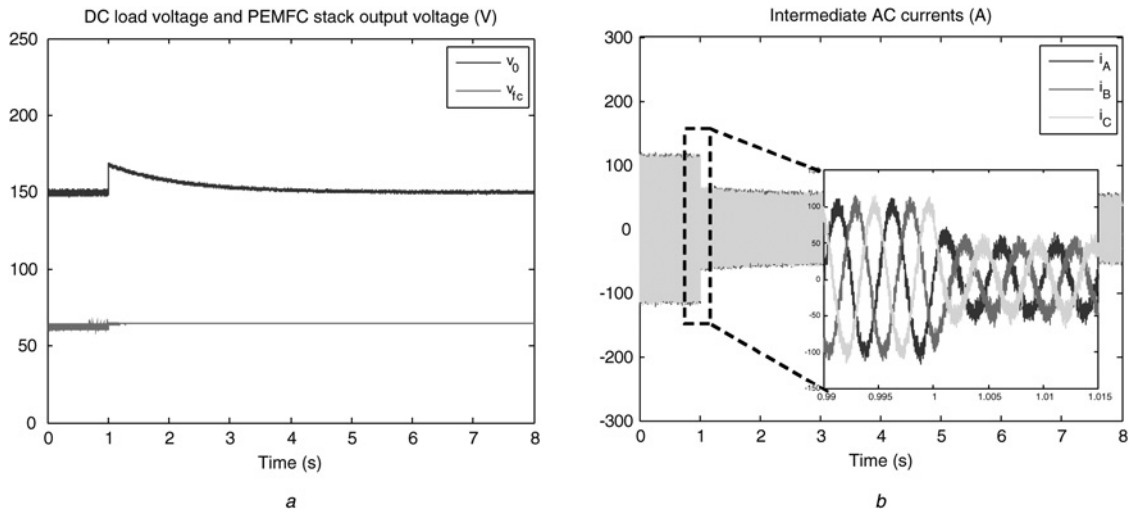 DC load voltage and PEMFC stack output voltage (V)
250
200
150
100
50
0
0 1 2 3 4 5 6 7 8
Time (s)
v0
vfc
a
Intermediate AC currents (A)
300
200
100
0
-100
-200
-300
0 1 2 3 4 5 6 7 8
Time (s)
iA
iB
iC
100
50
0
-50
-100
-150
0.99 0.995 1 1.005 1.01 1.015
b